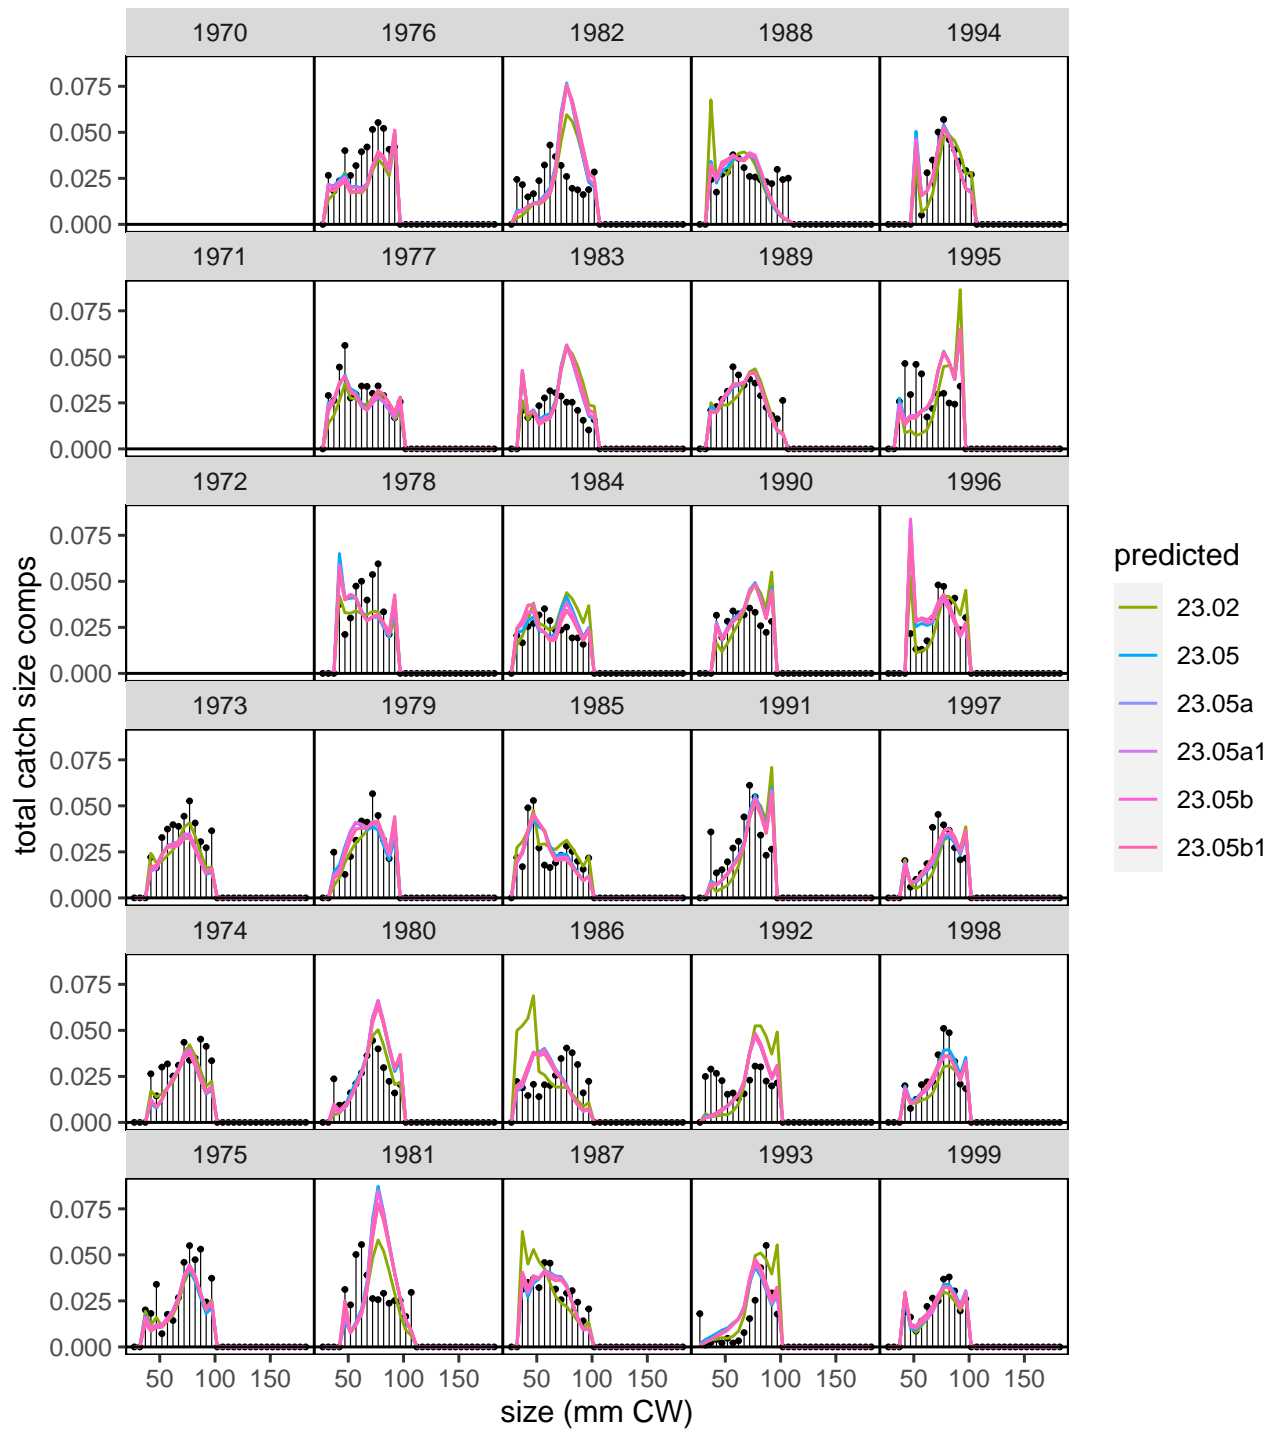 1970 1976 1982 1988 1994
0.075
0.050
0.025
0.000
1971 1977 1983 1989 1995
0.075
0.050
0.025
0.000
1972 1978 1984 1990 1996
0.075
0.050
0.025
0.000
1973 1979 1985 1991 1997
0.075
0.050
0.025
0.000
1974 1980 1986 1992 1998
0.075
0.050
0.025
0.000
1975 1981 1987 1993 1999
0.075
0.050
0.025
0.000
50 100 150 50 100 150 50 100 150 50 100 150 50 100 150
size (mm CW)
total catch size comps
predicted
23.02
23.05
23.05a
23.05a1
23.05b
23.05b1